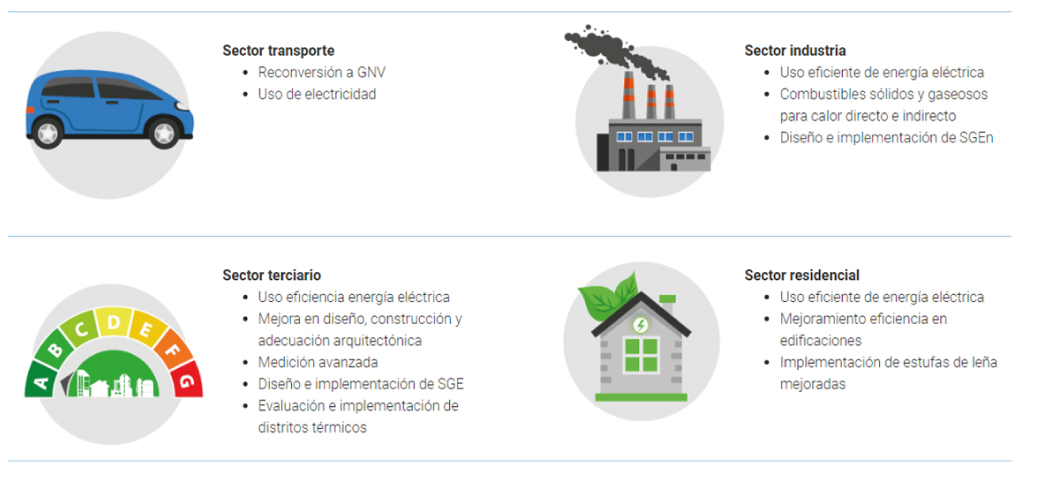 Sector transporte
• Reconversión a GNV
• Uso de electricidad
Sector industria
• Uso eficiente de energía eléctrica
• Combustibles sólidos y gaseosos
para calor directo e indirecto
• Diseño e implementación de SGEn
Sector terciario
• Uso eficiencia energía eléctrica
• Mejora en diseño, construcción y
adecuación arquitectónica
• Medición avanzada
• Diseño e implementación de SGE
• Evaluación e implementación de
distritos térmicos
A B C D E F G
Sector residencial
• Uso eficiente de energía eléctrica
• Mejoramiento eficiencia en
edificaciones
• Implementación de estufas de leña
mejoradas